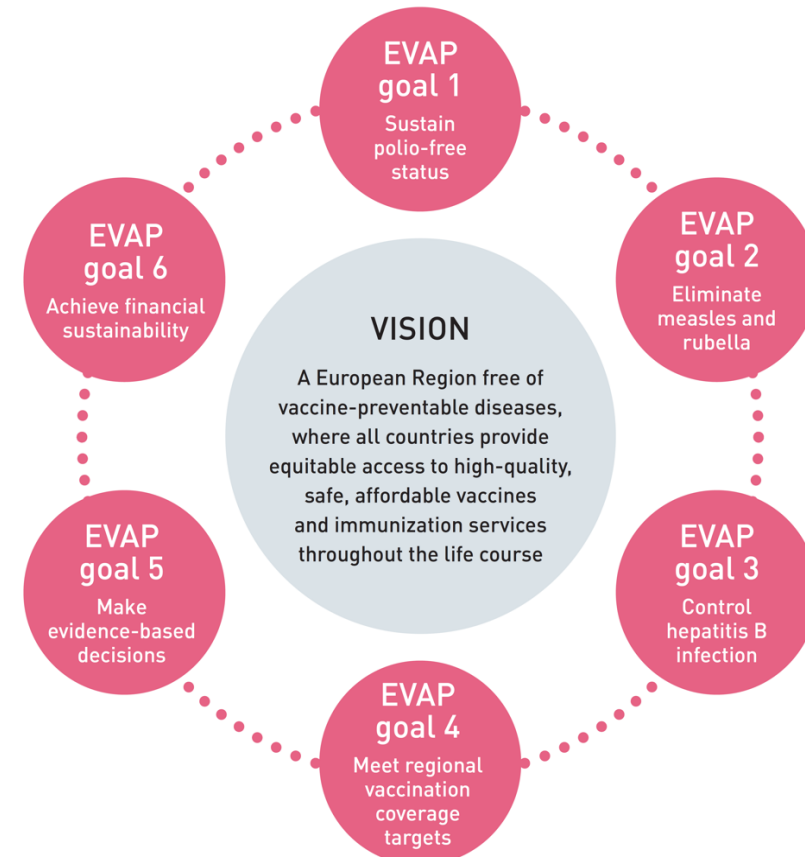 EVAP
goal 1
Sustain
polio-free
status
EVAP
goal 2
Eliminate
measles and
rubella
EVAP
goal 3
Control
hepatitis B
infection
EVAP
goal 4
Meet regional
vaccination
coverage
targets
EVAP
goal 5
Make
evidence-based
decisions
EVAP
goal 6
Achieve financial
sustainability
VISION
A European Region free of
vaccine-preventable diseases,
where all countries provide
equitable access to high-quality,
safe, affordable vaccines
and immunization services
throughout the life course